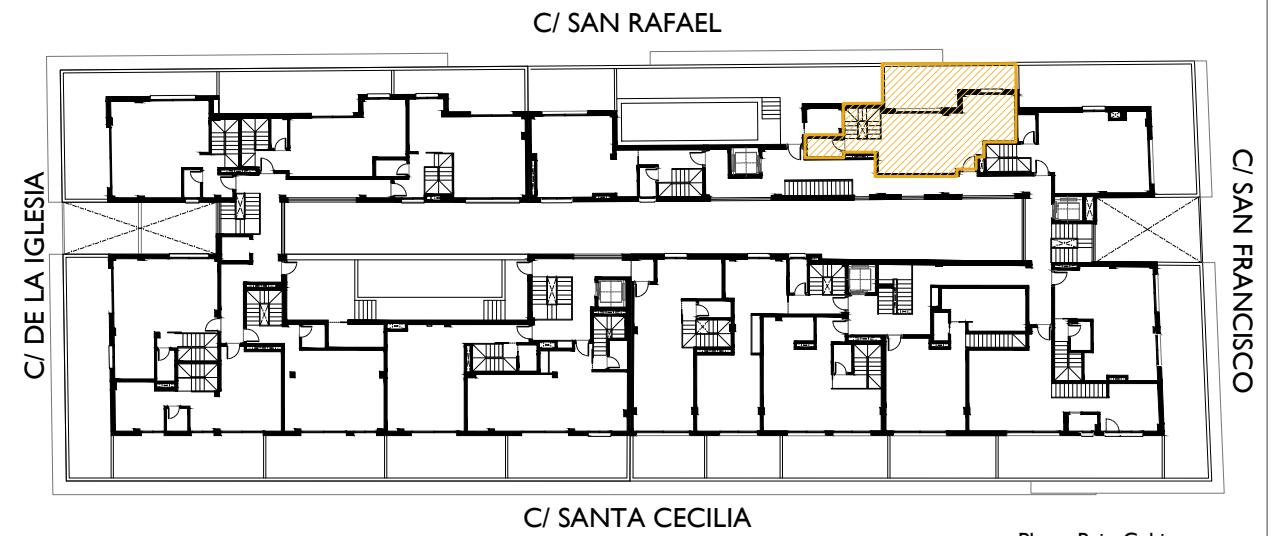 C/ SAN RAFAEL
C/ DE LA IGLESIA
C/ SAN FRANCISCO
C/ SANTA CECILIA